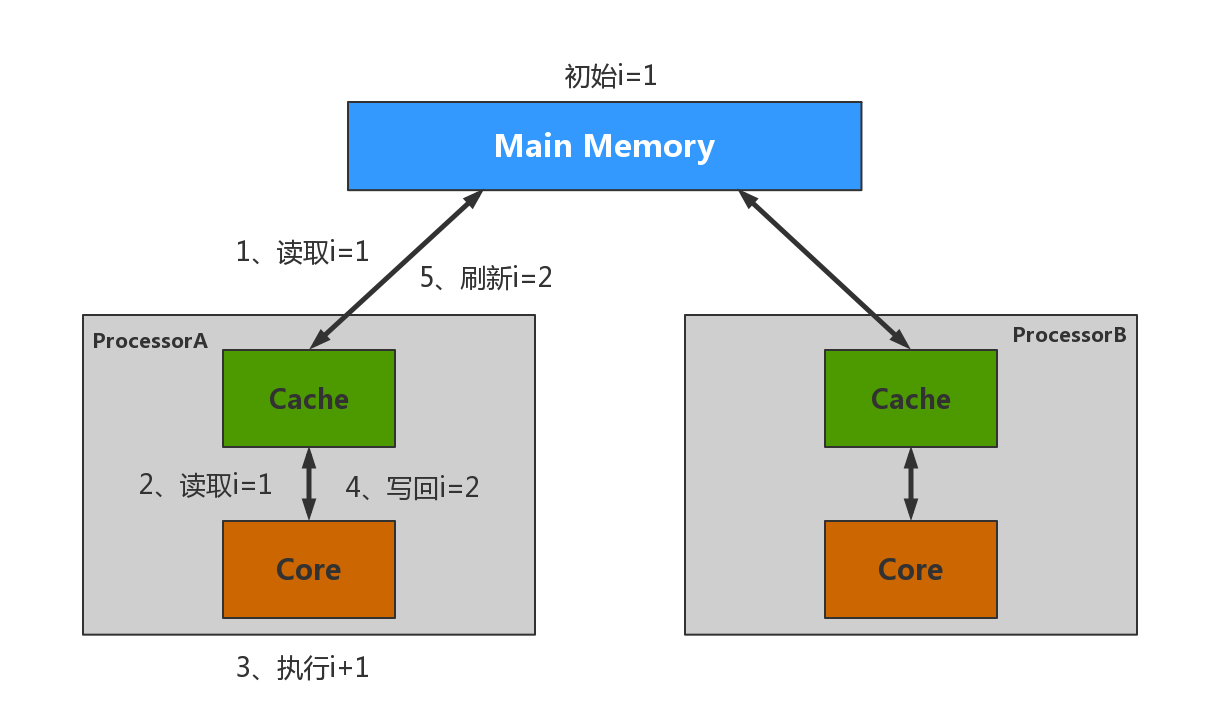 初始i=1
Main Memory
1、读取i=1
5、刷新i=2
ProcessorA
ProcessorB
Cache
Cache
2、读取i=1
4、写回i=2
Core
Core
3、执行i+1